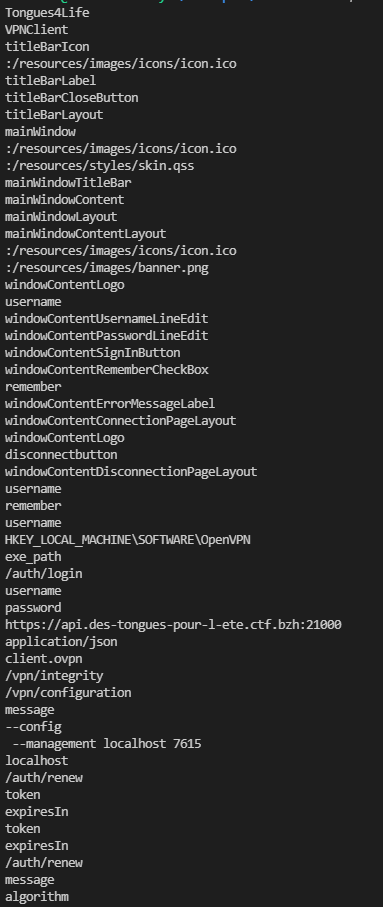 Tongues4Life
VPNClient
titleBarIcon
:/resources/images/icons/icon.ico
titleBarLabel
titleBarCloseButton
titleBarLayout
mainWindow
:/resources/images/icons/icon.ico
:/resources/styles/skin.qss
mainWindowTitleBar
mainWindowContent
mainWindowLayout
mainWindowContentLayout
:/resources/images/icons/icon.ico
:/resources/images/banner.png
windowContentLogo
username
windowContentUsernameLineEdit
windowContentPasswordLineEdit
windowContentSignInButton
windowContentRememberCheckBox
remember
windowContentErrorMessageLabel
windowContentConnectionPageLayout
windowContentLogo
disconnectbutton
windowContentDisconnectionPageLayout
username
remember
username
HKEY_LOCAL_MACHINE\SOFTWARE\OpenVPN
exe_path
/auth/login
username
password
https://api.des-tongues-pour-l-ete.ctf.bzh:21000
application/json
client.ovpn
/vpn/integrity
/vpn/configuration
message
--config
 --management localhost 7615
localhost
/auth/renew
token
expiresIn
token
expiresIn
/auth/renew
message
algorithm